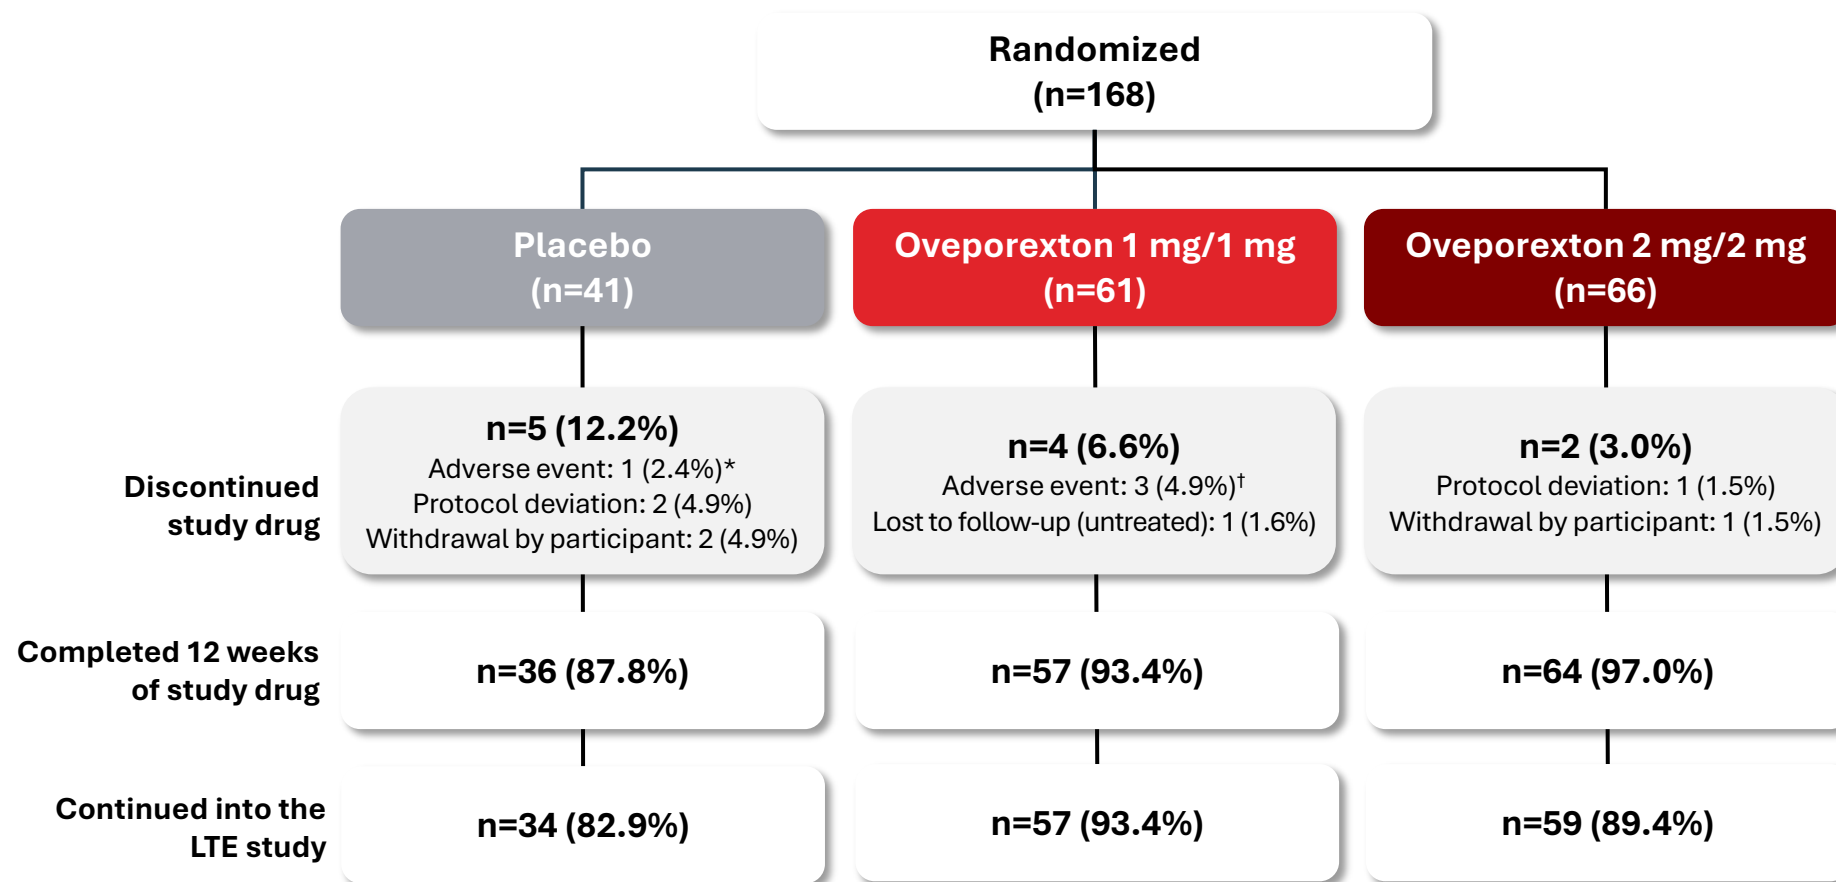 Randomized
(n=168)
Placebo
(n=41)
Oveporexton 1 mg/1 mg
(n=61)
Oveporexton 2 mg/2 mg
(n=66)
Discontinued
study drug
n=5 (12.2%)
Adverse event: 1 (2.4%)*
Protocol deviation: 2 (4.9%)
Withdrawal by participant: 2 (4.9%)
n=4 (6.6%)
Adverse event: 3 (4.9%)†
Lost to follow-up (untreated): 1 (1.6%)
n=2 (3.0%)
Protocol deviation: 1 (1.5%)
Withdrawal by participant: 1 (1.5%)
Completed 12 weeks
of study drug
n=36 (87.8%)
n=57 (93.4%)
n=64 (97.0%)
Continued into the
LTE study
n=34 (82.9%)
n=57 (93.4%)
n=59 (89.4%)